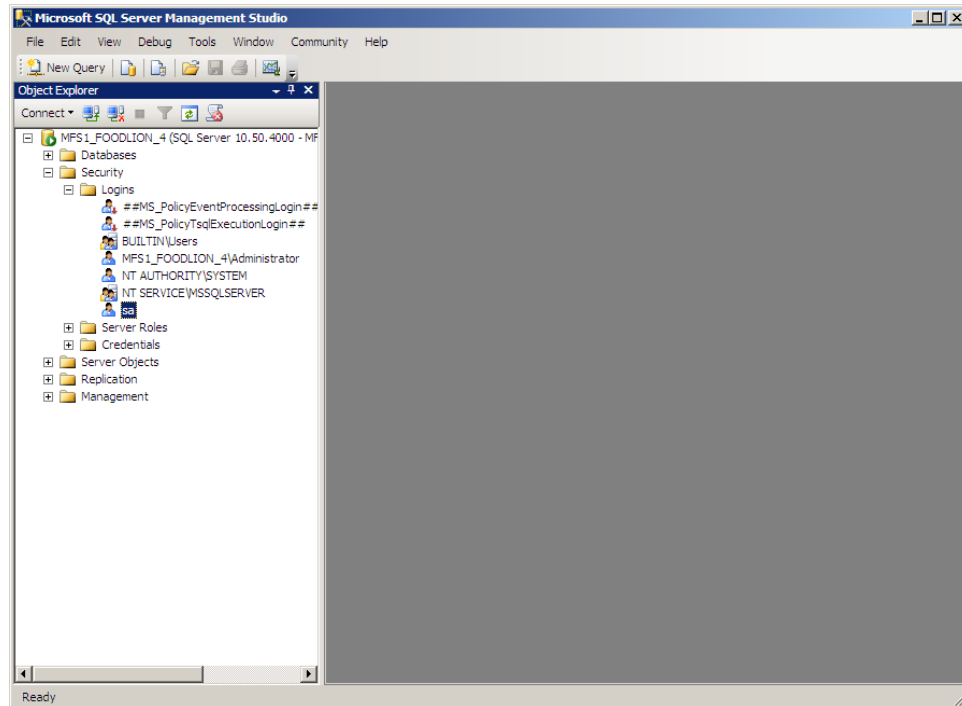 Microsoft SQL Server Management Studio
File Edit View Debug Tools Window Community Help
New Query
Object Explorer
Connect
MFS1_FOODLION_4 (SQL Server 10.50.4000 - MF
Databases
Security
Logins
##MS_PolicyEventProcessingLogin##
##MS_PolicyTsqlExecutionLogin##
BUILTIN\Users
MFS1_FOODLION_4\Administrator
NT AUTHORITY\SYSTEM
NT SERVICE\MSSQLSERVER
sa
Server Roles
Credentials
Server Objects
Replication
Management
Ready